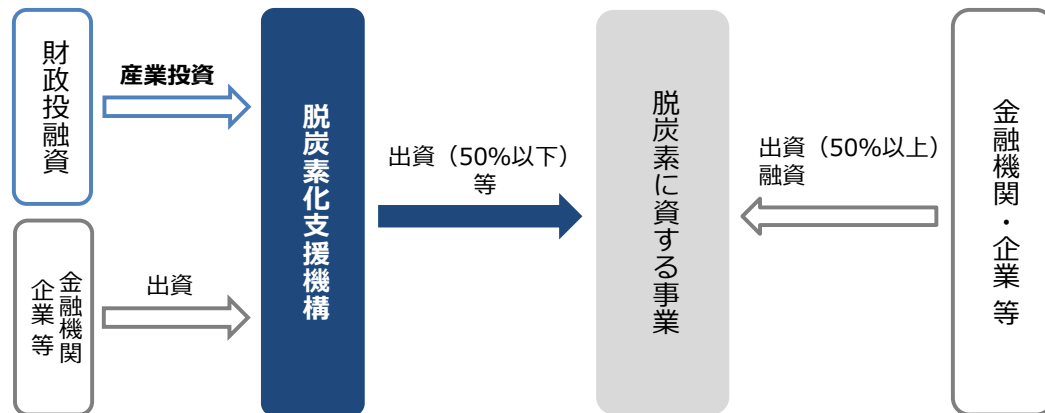 財政投融資
産業投資
金融機関
企業 等
出資
脱炭素化支援機構
出資（50%以下）
等
脱炭素に資する事業
出資（50%以上）
融資
金融機関・企業 等